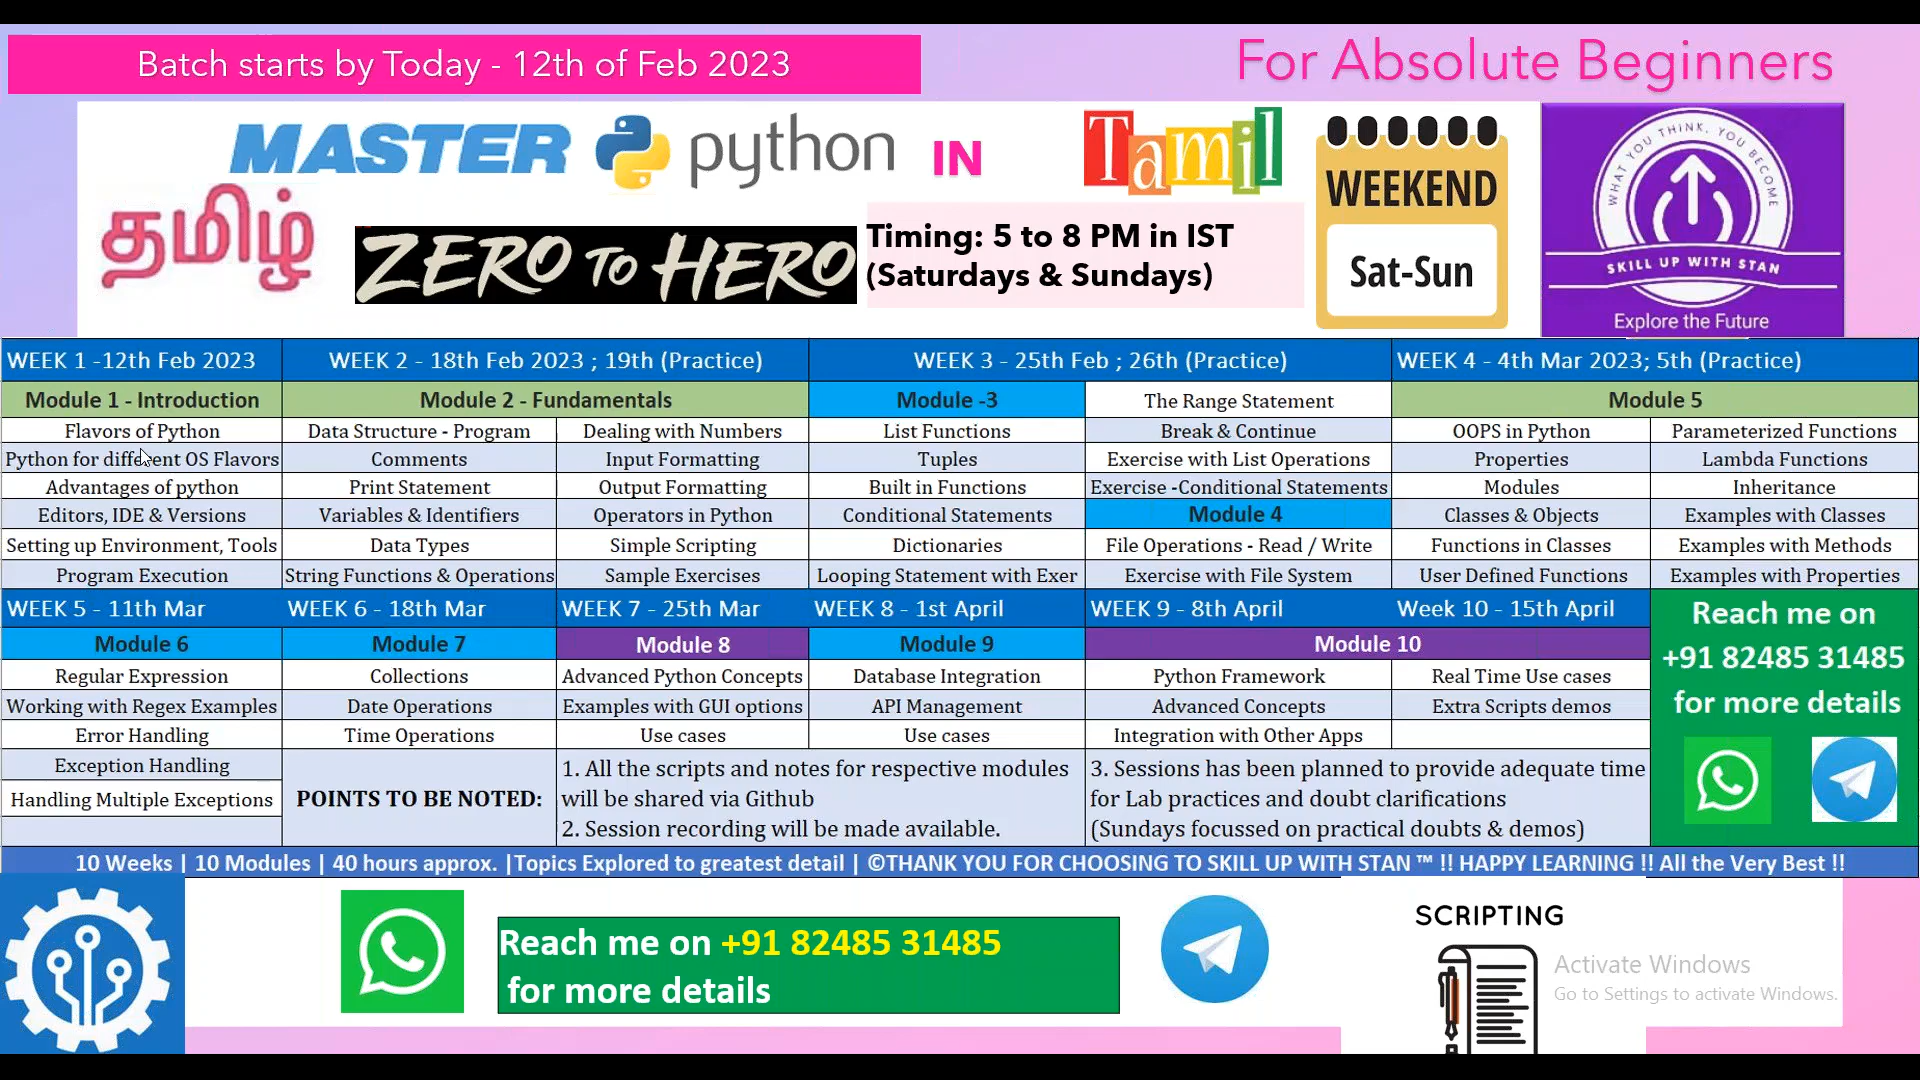 Batch starts by Today - 12th of Feb 2023
For Absolute Beginners
MASTER python IN Tamil
தமிழ்
ZERO TO HERO
Timing: 5 to 8 PM in IST
(Saturdays & Sundays)
WEEKEND
Sat-Sun
WHAT YOU THINK, YOU BECOME
SKILL UP WITH STAN
Explore the Future
WEEK 1 -12th Feb 2023
WEEK 2 - 18th Feb 2023 ; 19th (Practice)
WEEK 3 - 25th Feb ; 26th (Practice)
WEEK 4 - 4th Mar 2023; 5th (Practice)
Module 1 - Introduction
Module 2 - Fundamentals
Module -3
The Range Statement
Module 5
Flavors of Python
Data Structure - Program
Dealing with Numbers
List Functions
Break & Continue
OOPS in Python
Parameterized Functions
Python for different OS Flavors
Comments
Input Formatting
Tuples
Exercise with List Operations
Properties
Lambda Functions
Advantages of python
Print Statement
Output Formatting
Built in Functions
Exercise -Conditional Statements
Modules
Inheritance
Editors, IDE & Versions
Variables & Identifiers
Operators in Python
Conditional Statements
Module 4
Classes & Objects
Examples with Classes
Setting up Environment, Tools
Data Types
Simple Scripting
Dictionaries
File Operations - Read / Write
Functions in Classes
Examples with Methods
Program Execution
String Functions & Operations
Sample Exercises
Looping Statement with Exer
Exercise with File System
User Defined Functions
Examples with Properties
WEEK 5 - 11th Mar
WEEK 6 - 18th Mar
WEEK 7 - 25th Mar
WEEK 8 - 1st April
WEEK 9 - 8th April
Week 10 - 15th April
Module 6
Module 7
Module 8
Module 9
Module 10
Regular Expression
Collections
Advanced Python Concepts
Database Integration
Python Framework
Real Time Use cases
Working with Regex Examples
Date Operations
Examples with GUI options
API Management
Advanced Concepts
Extra Scripts demos
Error Handling
Time Operations
Use cases
Use cases
Integration with Other Apps
Exception Handling
Handling Multiple Exceptions
POINTS TO BE NOTED:
1. All the scripts and notes for respective modules
will be shared via Github
2. Session recording will be made available.
3. Sessions has been planned to provide adequate time
for Lab practices and doubt clarifications
(Sundays focussed on practical doubts & demos)
Reach me on
+91 82485 31485
for more details
10 Weeks | 10 Modules | 40 hours approx. |Topics Explored to greatest detail | ©THANK YOU FOR CHOOSING TO SKILL UP WITH STAN ™ !! HAPPY LEARNING !! All the Very Best !!
Reach me on +91 82485 31485
for more details
SCRIPTING
Activate Windows
Go to Settings to activate Windows.